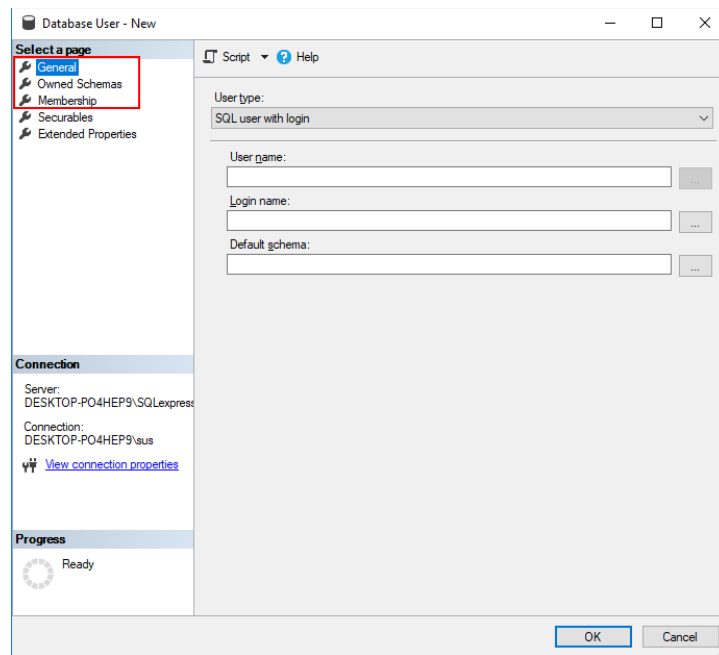 Database User - New
Select a page
General
Owned Schemas
Membership
Securables
Extended Properties
Script
Help
User type:
SQL user with login
User name:
...
Login name:
...
Default schema:
...
Connection
Server:
DESKTOP-PO4HEP9\SQLexpress
Connection:
DESKTOP-PO4HEP9\sus
View connection properties
Progress
Ready
OK
Cancel